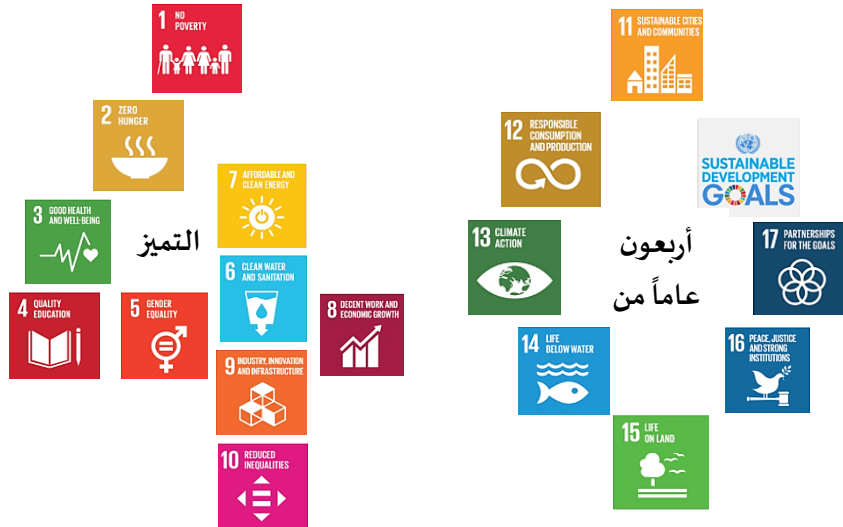 1 NO
POVERTY
2 ZERO
HUNGER
3 GOOD HEALTH
AND WELL-BEING
4 QUALITY
EDUCATION
5 GENDER
EQUALITY
6 CLEAN WATER
AND SANITATION
7 AFFORDABLE AND
CLEAN ENERGY
8 DECENT WORK AND
ECONOMIC GROWTH
9 INDUSTRY, INNOVATION
AND INFRASTRUCTURE
10 REDUCED
INEQUALITIES
11 SUSTAINABLE CITIES
AND COMMUNITIES
12 RESPONSIBLE
CONSUMPTION
AND PRODUCTION
13 CLIMATE
ACTION
14 LIFE
BELOW WATER
15 LIFE
ON LAND
16 PEACE, JUSTICE
AND STRONG
INSTITUTIONS
17 PARTNERSHIPS
FOR THE GOALS
SUSTAINABLE
DEVELOPMENT
GOALS
أربعون
عاماً من
التميز